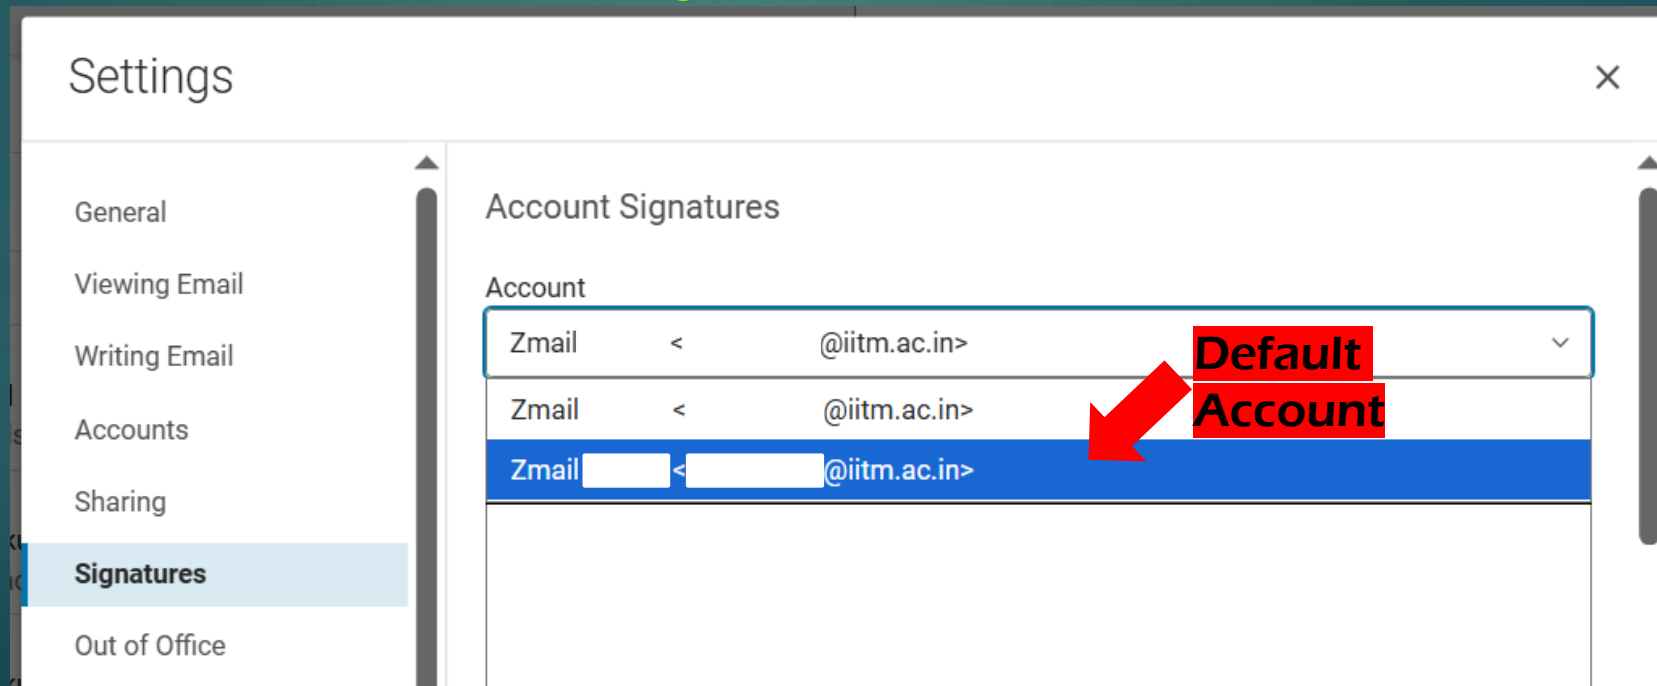 Settings
General
Viewing Email
Writing Email
Accounts
Sharing
Signatures
Out of Office
Account Signatures
Account
Zmail < @iitm.ac.in>
Zmail < @iitm.ac.in>
Zmail < @iitm.ac.in>
Default
Account